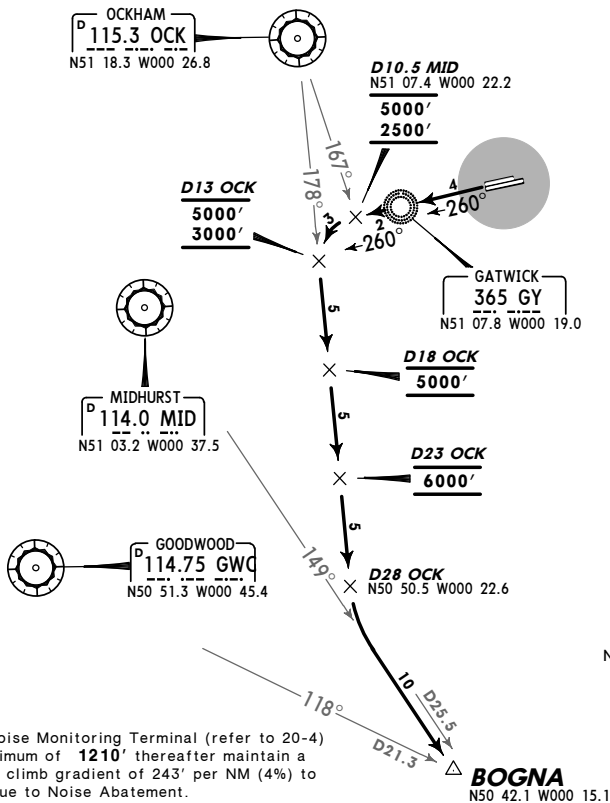 OCKHAM
D 115.3 OCK
N51 18.3 W000 26.8
D10.5 MID
N51 07.4 W000 22.2
5000'
2500'
167°
178°
D13 OCK
5000'
3000'
3
2
4
260°
260°
GATWICK
365 GY
N51 07.8 W000 19.0
5
D18 OCK
5000'
MIDHURST
D 114.0 MID
N51 03.2 W000 37.5
5
D23 OCK
6000'
5
GOODWOOD
D 114.75 GWO
N50 51.3 W000 45.4
149°
D28 OCK
N50 50.5 W000 22.6
N
118°
10
D25.5
D21.3
oise Monitoring Terminal (refer to 20-4)
imum of 1210' thereafter maintain a
climb gradient of 243' per NM (4%) to
ue to Noise Abatement.
BOGNA
N50 42.1 W000 15.1